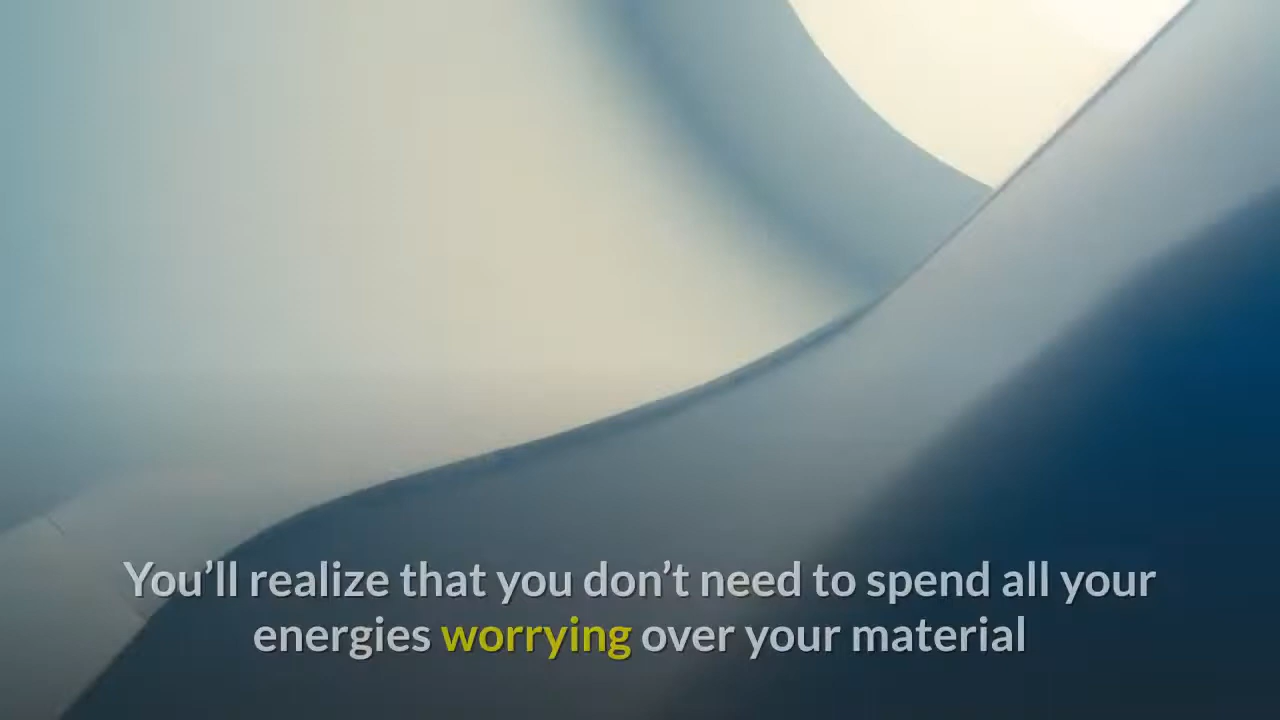 You’ll realize that you don’t need to spend all your
energies worrying over your material